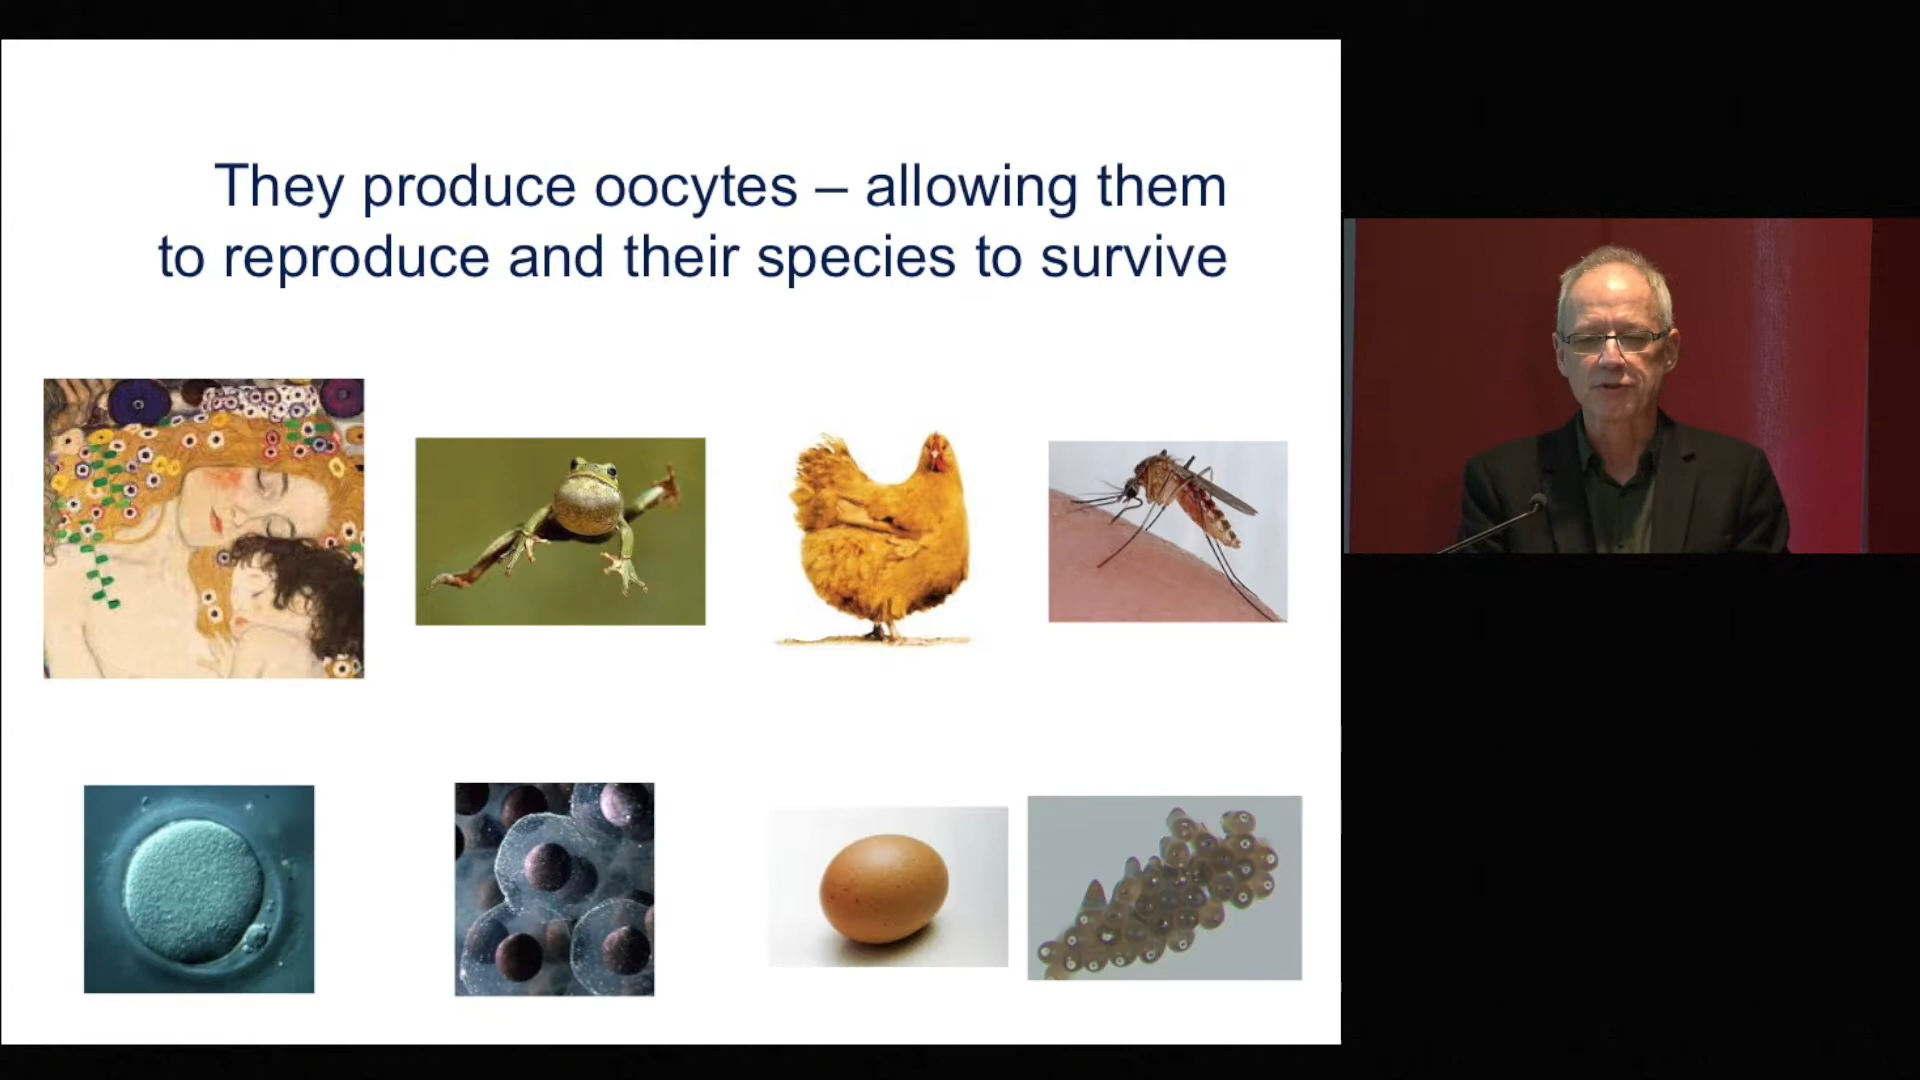 They produce oocytes – allowing them
to reproduce and their species to survive